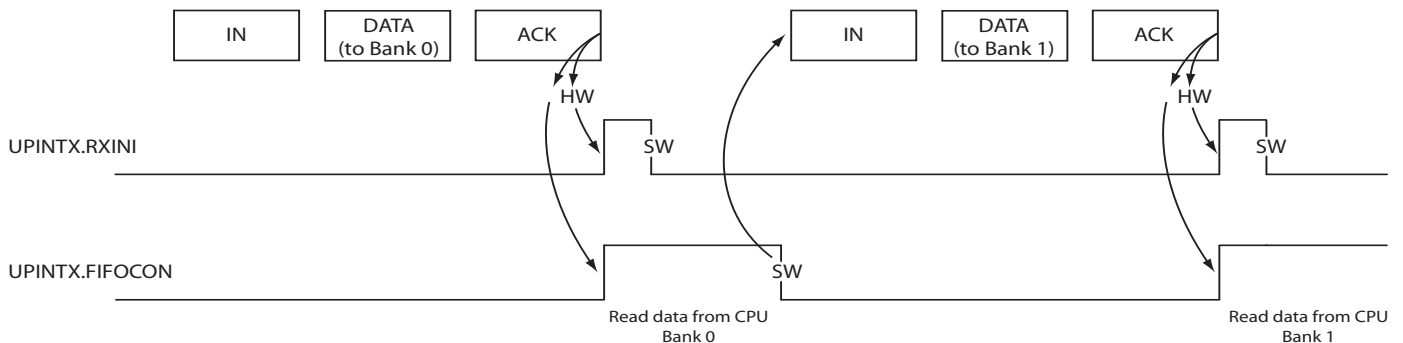 IN
DATA
(to Bank 0)
ACK
IN
DATA
(to Bank 1)
ACK
HW
HW
UPINTX.RXINI
SW
SW
UPINTX.FIFOCON
SW
Read data from CPU
Bank 0
Read data from CPU
Bank 1